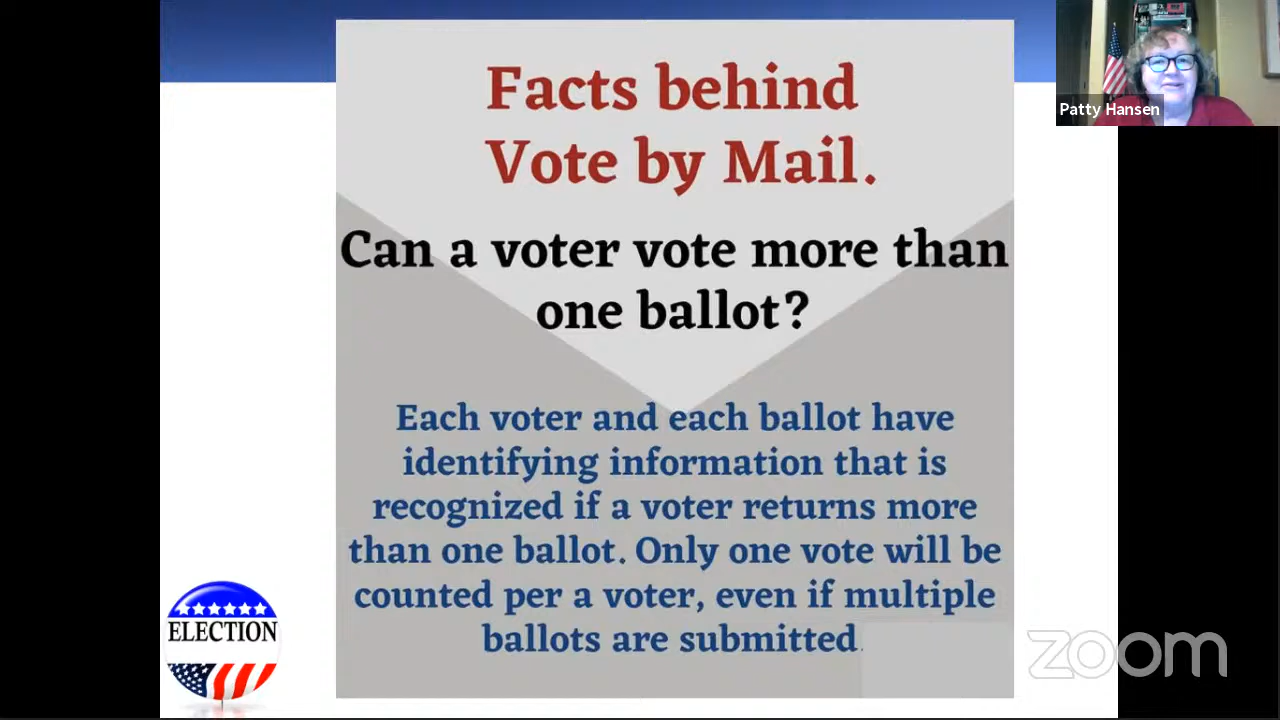 Facts behind
Vote by Mail.
Can a voter vote more than
one ballot?
Each voter and each ballot have
identifying information that is
recognized if a voter returns more
than one ballot. Only one vote will be
counted per a voter, even if multiple
ballots are submitted.
ELECTION
Patty Hansen
zoom